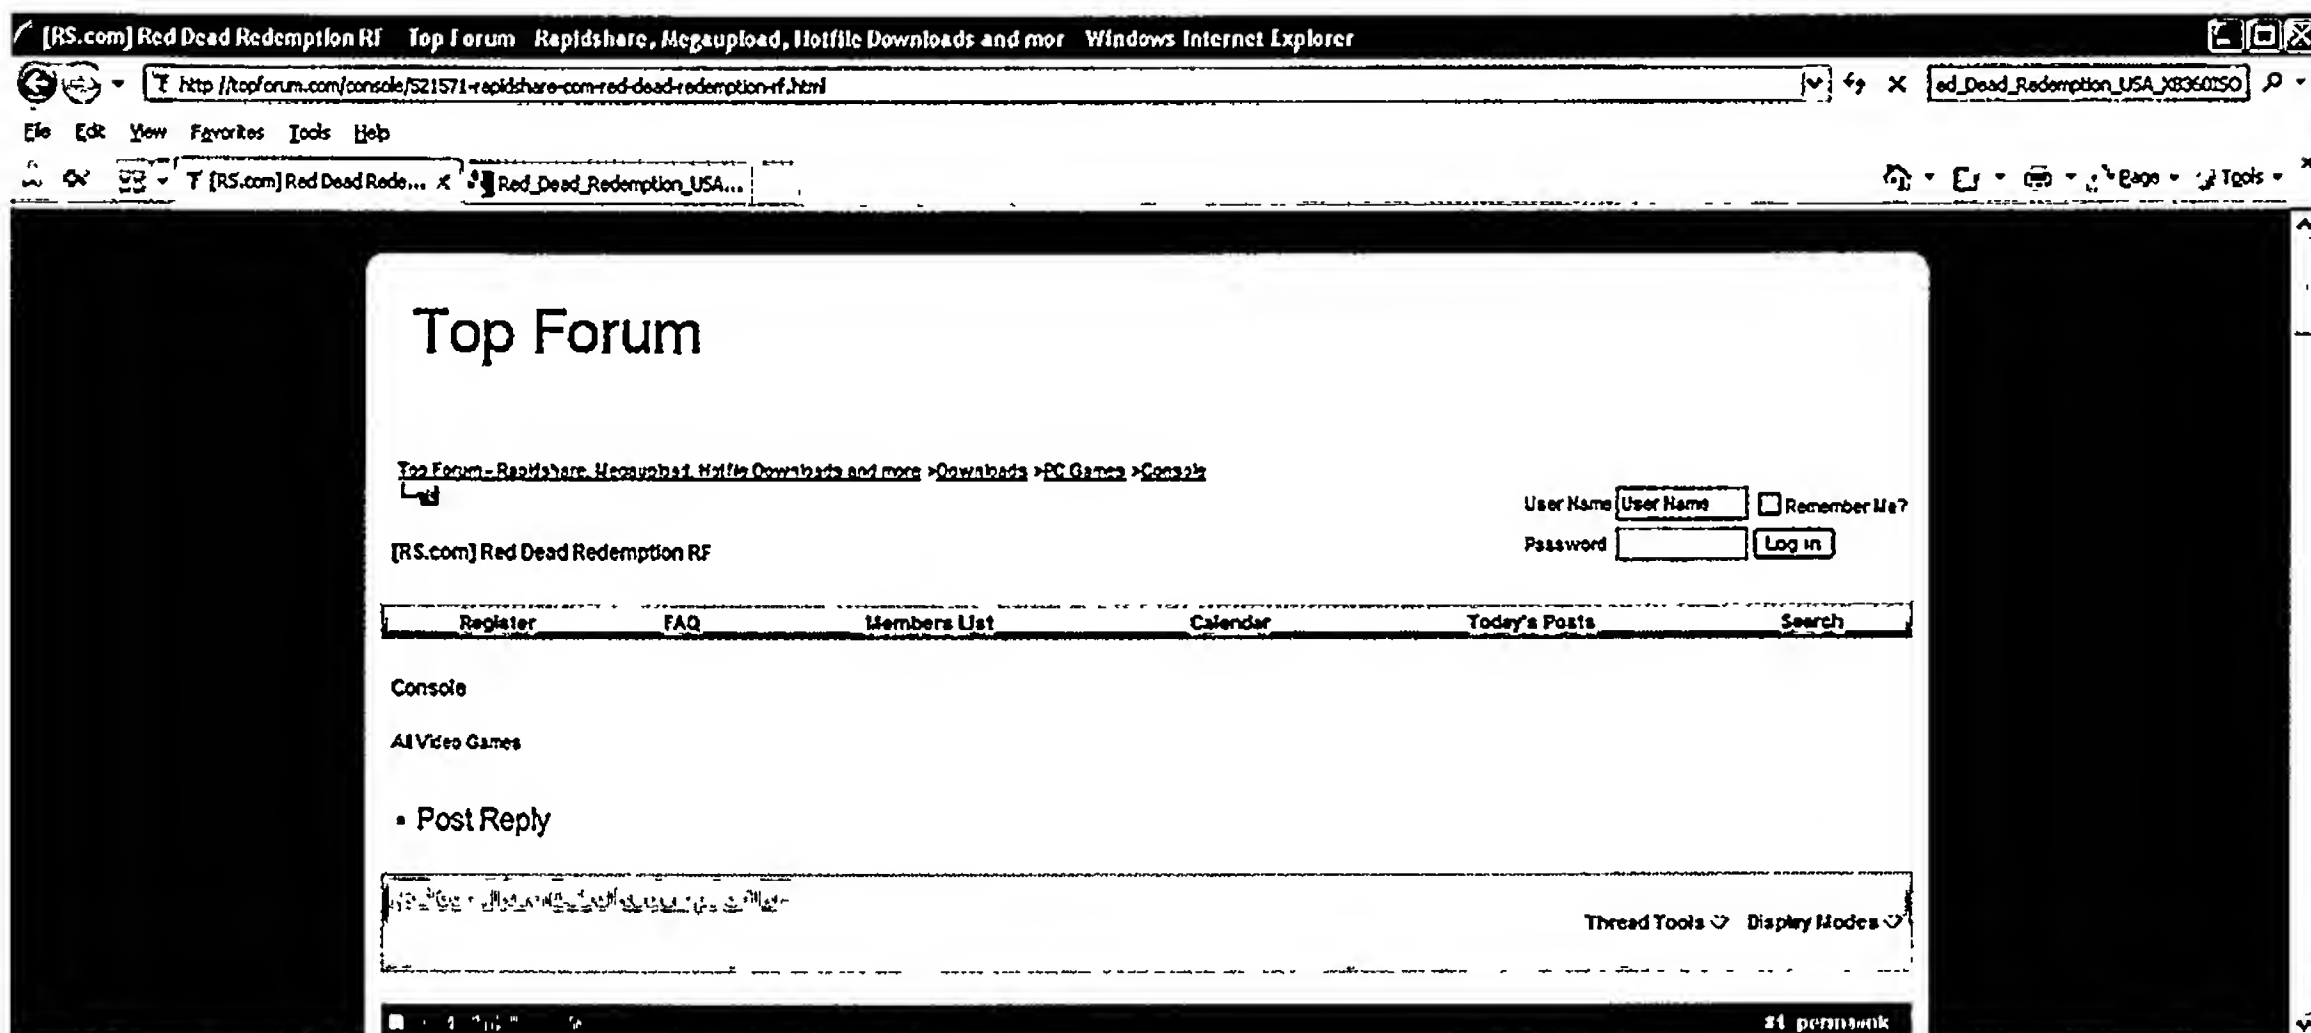 [RS.com] Red Dead Redemption RF Top Forum Rapidshare, Megaupload, Hotfile Downloads and mor Windows Internet Explorer
http //topforum.com/console/521571-rapidshare-com-red-dead-redemption-rf.html ed_Dead_Redemption_USA_XB360ISO
File Edit View Favorites Tools Help
[RS.com] Red Dead Rede... Red_Dead_Redemption_USA... Page Tools
Top Forum
Top Forum - Rapidshare, Megaupload, Hotfile Downloads and more >Downloads >PC Games >Console
User Name User Name Remember Me?
[RS.com] Red Dead Redemption RF
Password Log in
Register FAQ Members List Calendar Today's Posts Search
Console
All Video Games
▪ Post Reply
Thread Tools Display Modes
#1 permalink